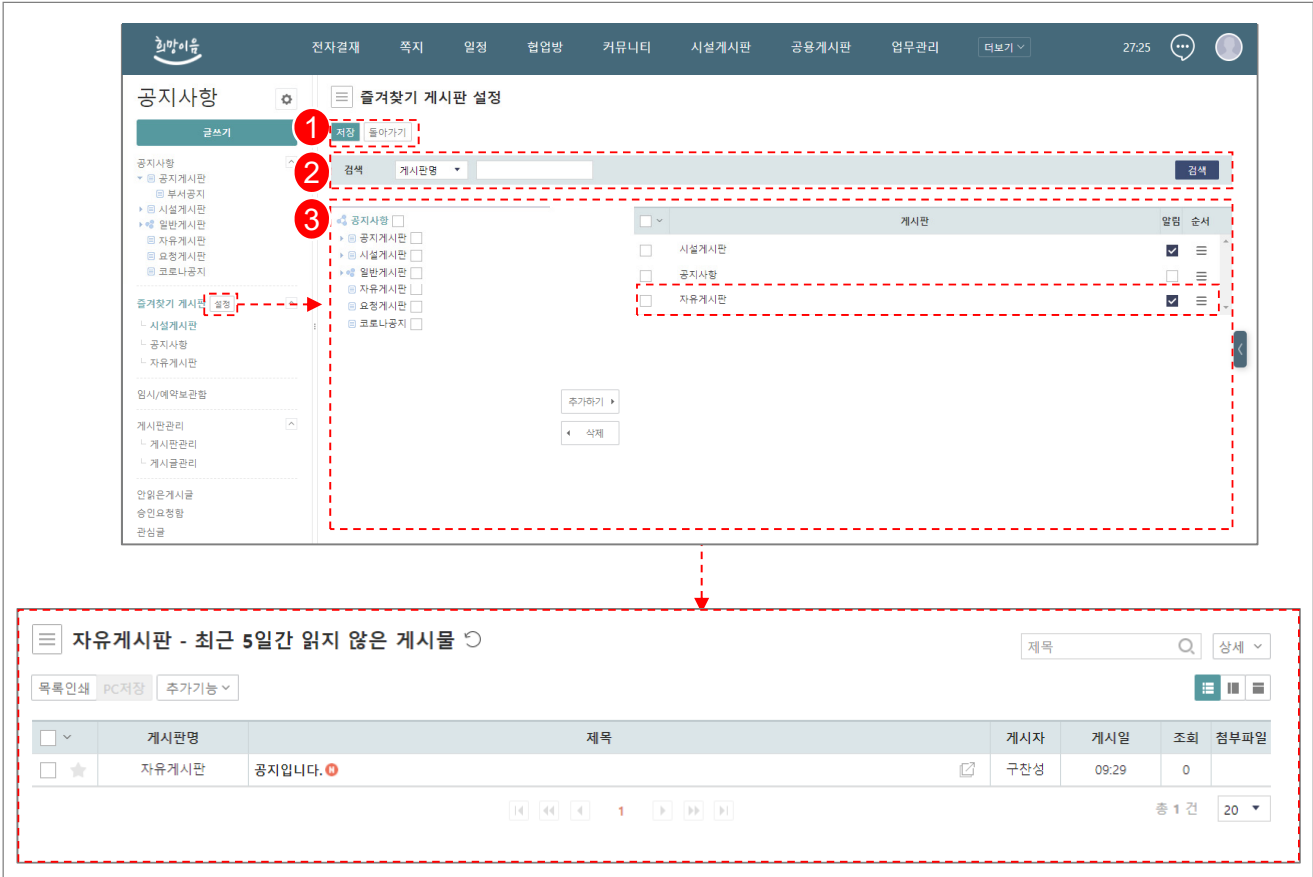 희망이음
전자결재 쪽지 일정 협업방 커뮤니티 시설게시판 공용게시판 업무관리 더보기 27:25
공지사항
글쓰기
공지사항
공지게시판
부서공지
시설게시판
일반게시판
자유게시판
요청게시판
코로나공지
즐겨찾기 게시판 설정
시설게시판
공지사항
자유게시판
임시/예약보관함
게시판관리
게시판관리
게시글관리
안읽은게시글
승인요청함
관심글
즐겨찾기 게시판 설정
1 저장 돌아가기
2 검색 게시판명 검색
3 공지사항
공지게시판
시설게시판
일반게시판
자유게시판
요청게시판
코로나공지
추가하기
삭제
게시판 알림 순서
시설게시판
공지사항
자유게시판
자유게시판 - 최근 5일간 읽지 않은 게시물
제목 상세
목록인쇄 PC저장 추가기능
게시판명 제목 게시자 게시일 조회 첨부파일
자유게시판 공지입니다. N 구찬성 09:29 0
1
총 1 건 20